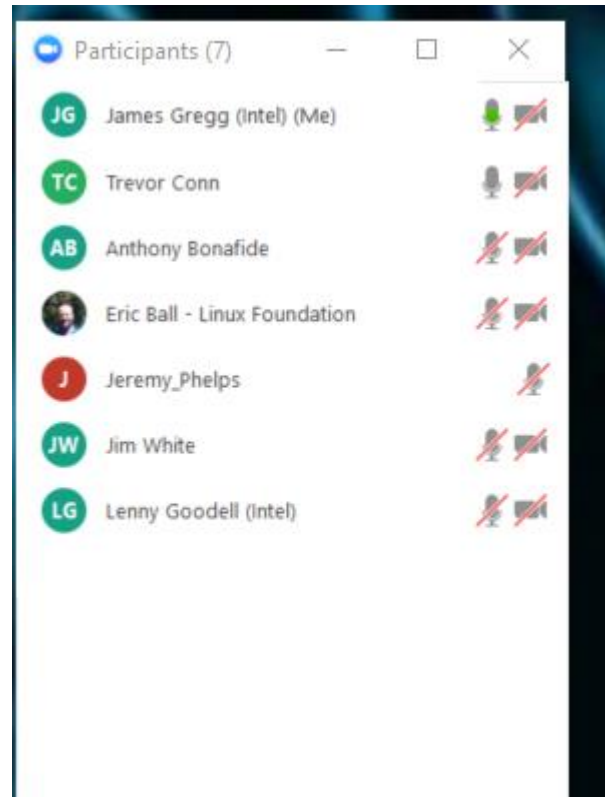 Participants (7)
JG James Gregg (Intel) (Me)
TC Trevor Conn
AB Anthony Bonafide
Eric Ball - Linux Foundation
J Jeremy_Phelps
JW Jim White
LG Lenny Goodell (Intel)